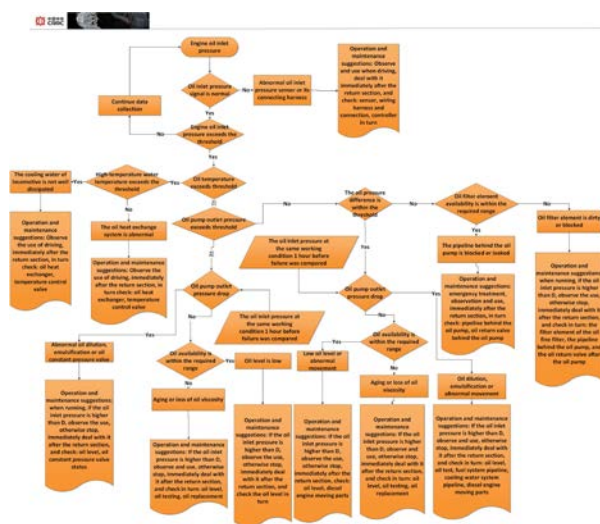 CRRC
Engine oil inlet
pressure
Oil inlet pressure
signal is normal
No
Abnormal oil inlet
pressure sensor or its
connecting harness
Operation and
maintenance suggestions:
Observe and
use when driving,
deal with it
immediately after the
return section, and
check: sensor, wiring
harness and
connection, controller
in turn
Continue data
collection
Yes
No
Engine oil inlet
pressure exceeds the
threshold
Yes
The cooling water of
locomotive is not well
dissipated
Yes
High-temperature water
temperature exceeds the
threshold
Yes
Oil temperature
exceeds threshold
No
The oil heat exchange
system is abnormal
Oil pump outlet
pressure exceed threshold
No
The oil pressure
difference is
within the
threshold
No
Oil filter element
availability is within the
required range
No
Oil filter element is dirty
or blocked
Operation and
maintenance
suggestions: Observe
the use of driving,
immediately after the
return section, in turn
check: oil heat
exchanger,
temperature control
valve
Operation and maintenance
suggestions: Observe the
use of driving, immediately
after the return section, in
turn check: oil heat
exchanger, temperature
control valve
The oil inlet pressure at
the same working
condition 1 hour before
failure was compared
Yes
Yes
The pipeline behind the oil
pump is blocked or leaked
Operation and maintenance
suggestions: emergency
treatment, observation and
use, immediately after the
return section, in turn
check: pipeline behind the
oil pump, oil return valve
behind the oil pump
Operation and
maintenance suggestions:
when running, if the oil
inlet pressure is higher
than D, observe the
use, otherwise stop,
immediately deal with it
after the return section,
and check in turn: the
filter element of the oil
fine filter, the pipeline
behind the oil pump, and
the oil return valve after
the oil pump
Oil pump outlet
pressure drop
Oil pump outlet
pressure drop
The oil inlet pressure at
the same working
condition 1 hour before
failure was compared
Yes
No
No
Yes
Abnormal oil dilution,
emulsification or oil
constant pressure valve
Oil availability is
within the required
range
Yes
Oil level is low
Low oil level or
abnormal
movement
Yes
Oil availability is
within the required
range
No
No
Aging or loss of oil viscosity
Aging or loss of oil
viscosity
Oil dilution,
emulsification or
abnormal movement
Operation and maintenance
suggestions: when running,
if the oil inlet pressure is
higher than D, observe
the use, otherwise stop,
immediately deal with it
after the return section, and
check: oil level, oil
constant pressure valve
status
Operation and maintenance
suggestions: If the oil inlet
pressure is higher than D,
observe and use, otherwise
stop, immediately deal with it
after the return section, and
check in turn: oil level, oil
testing, oil replacement
Operation and
maintenance
suggestions: If the
oil inlet pressure
is higher than D,
observe the use,
otherwise stop,
immediately deal
with it after the
return section, and
check the oil level in
turn
Operation and
maintenance
suggestions: If the oil
inlet pressure is
higher than D,
observe the use,
otherwise stop,
immediately after the
return section, check:
oil level, diesel
engine moving parts
Operation and maintenance
suggestions: If the oil inlet
pressure is higher than D,
observe and use, otherwise
stop, immediately deal with
it after the return section,
and check in turn: oil level,
oil testing, oil
replacement
Operation and maintenance
suggestions: If the oil inlet
pressure is higher than D,
observe the use, otherwise
stop, immediately deal with it
after the return section,
and check in turn: oil level, oil
test, fuel system pipeline,
cooling water system
pipeline, diesel engine
moving parts